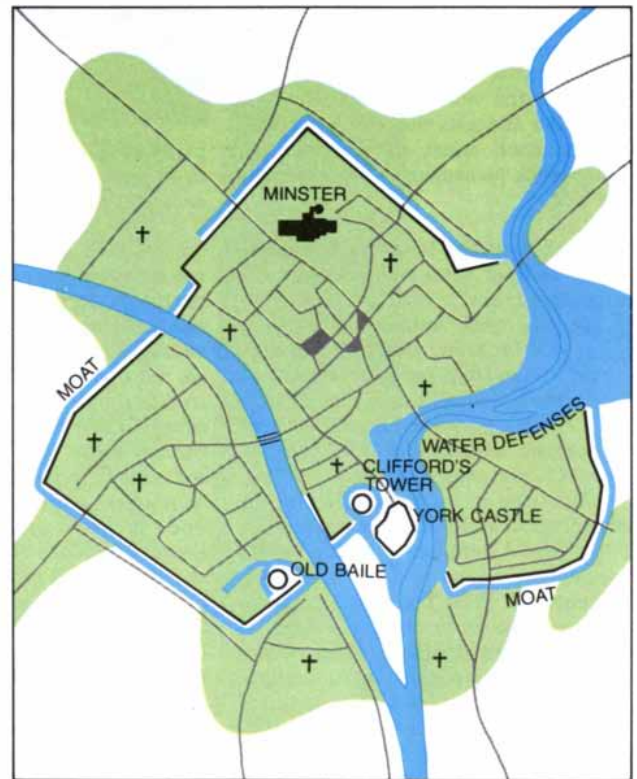 MINSTER
MOAT
WATER DEFENSES
CLIFFORD'S
TOWER
YORK CASTLE
OLD BAILE
MOAT